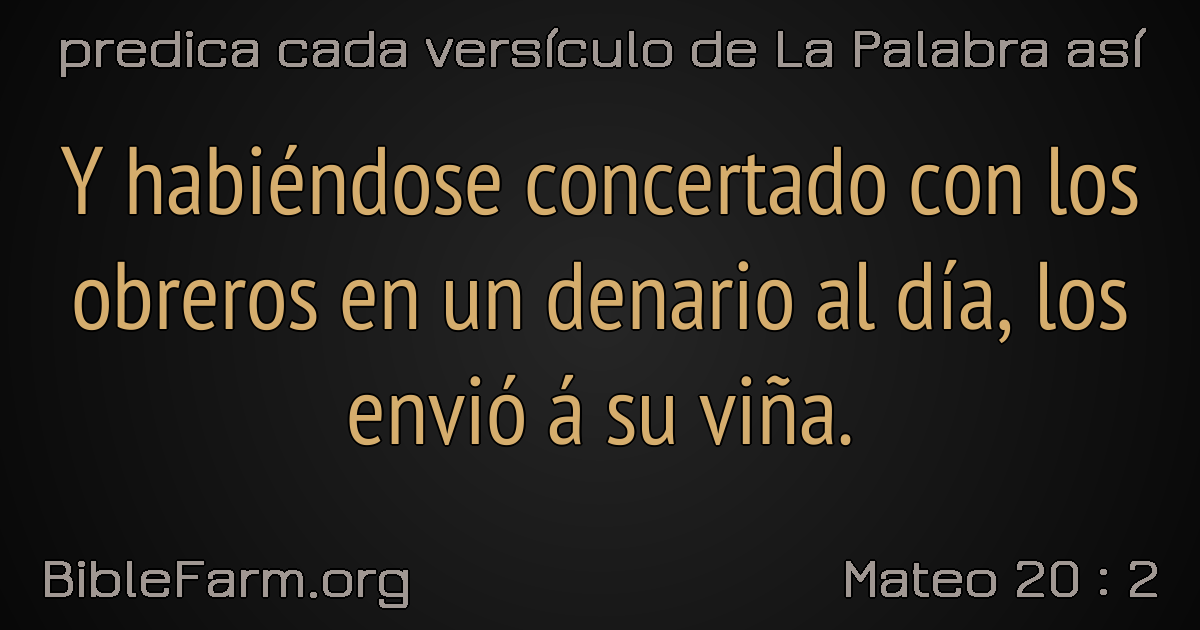 predica cada versículo de La Palabra así
Y habiéndose concertado con los
obreros en un denario al día, los
envió á su viña.
BibleFarm.org
Mateo 20 : 2